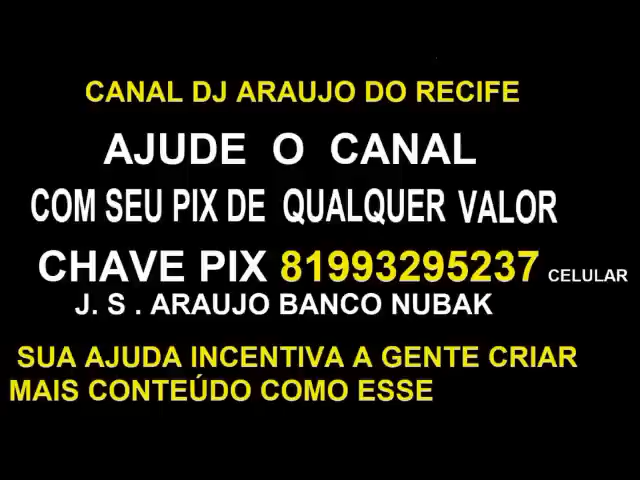 CANAL DJ ARAUJO DO RECIFE
AJUDE O CANAL
COM SEU PIX DE QUALQUER VALOR
CHAVE PIX 81993295237 CELULAR
J. S . ARAUJO BANCO NUBAK
SUA AJUDA INCENTIVA A GENTE CRIAR
MAIS CONTEÚDO COMO ESSE